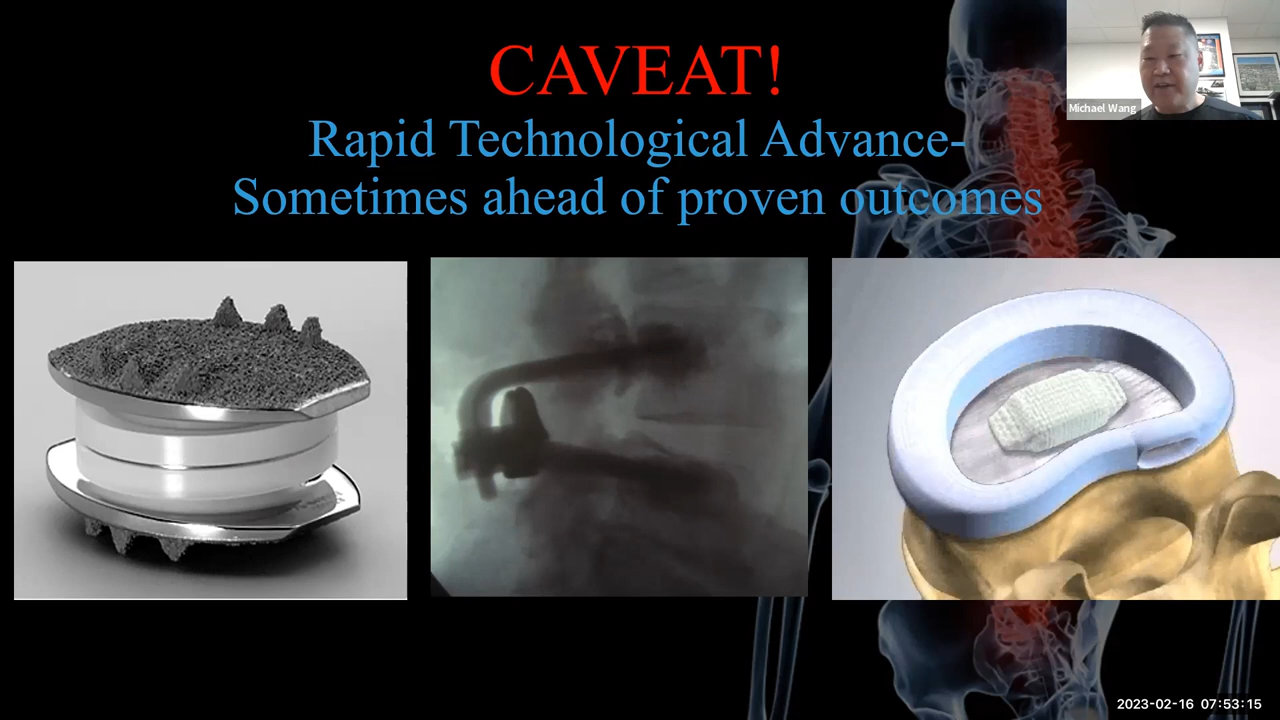 CAVEAT!
Rapid Technological Advance-
Sometimes ahead of proven outcomes
Michael Wang
2023-02-16 07:53:15